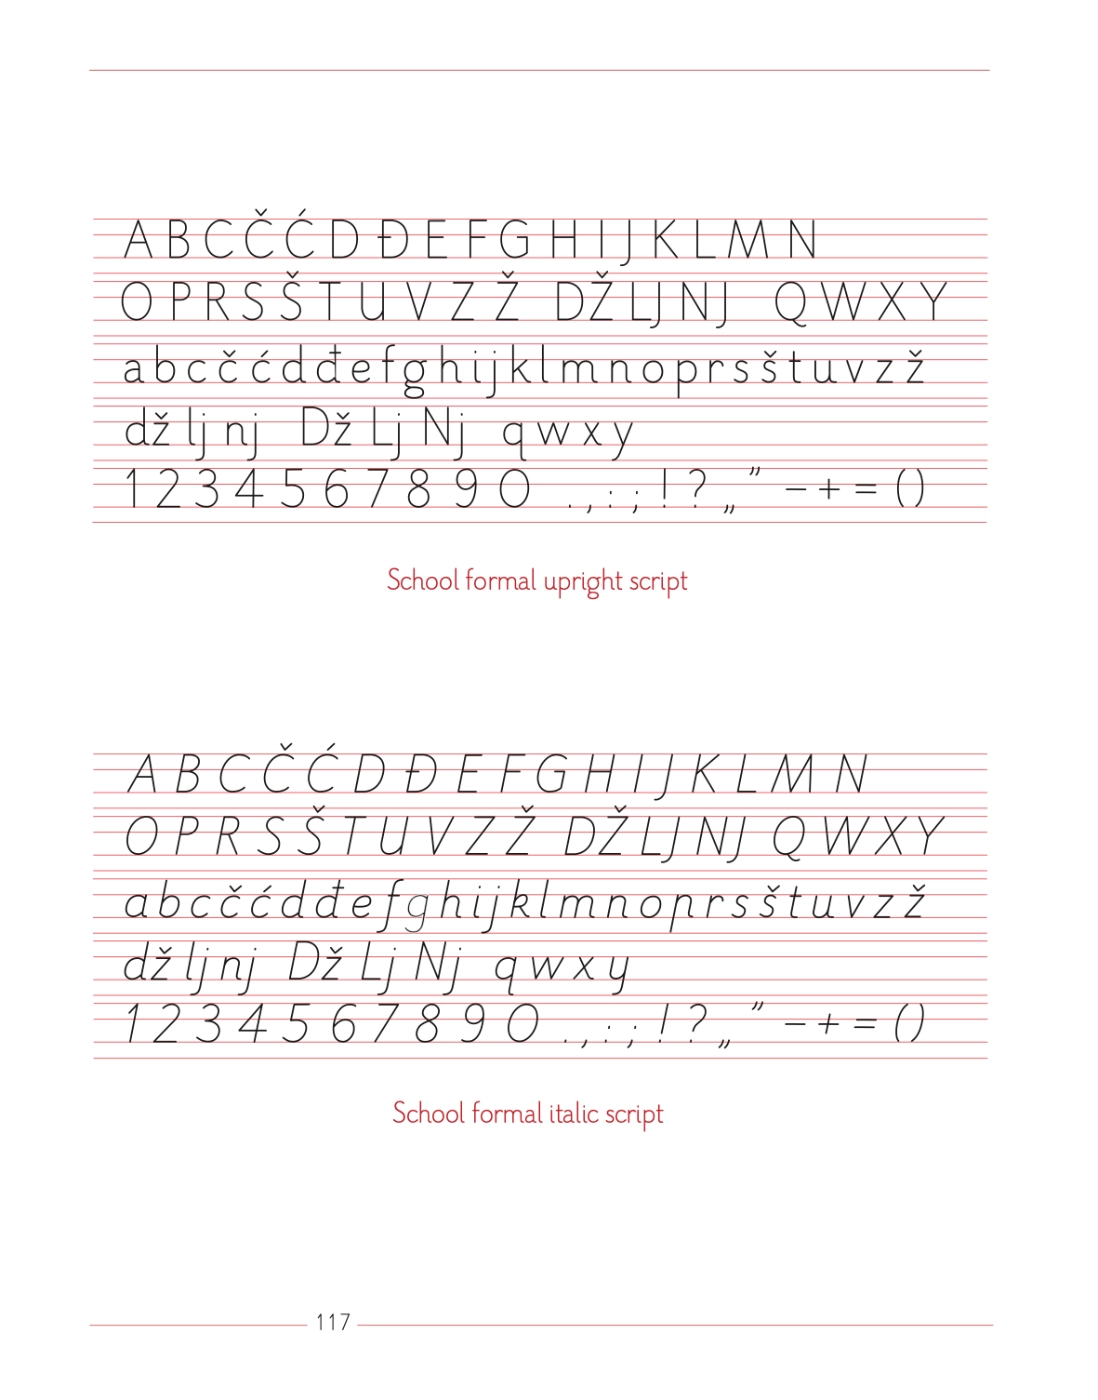 A B C Č Ć D Đ E F G H I J K L M N
O P R S Š T U V Z Ž DŽ LJ NJ Q W X Y
a b c č ć d đ e f g h i j k l m n o p r s š t u v z ž
dž lj nj Dž Lj Nj q w x y
1 2 3 4 5 6 7 8 9 0 . , : ; ! ? „ ” – + = ( )
School formal upright script
A B C Č Ć D Đ E F G H I J K L M N
O P R S Š T U V Z Ž DŽ LJ NJ Q W X Y
a b c č ć d đ e f g h i j k l m n o p r s š t u v z ž
dž lj nj Dž Lj Nj q w x y
1 2 3 4 5 6 7 8 9 0 . , : ; ! ? „ ” – + = ( )
School formal italic script
117